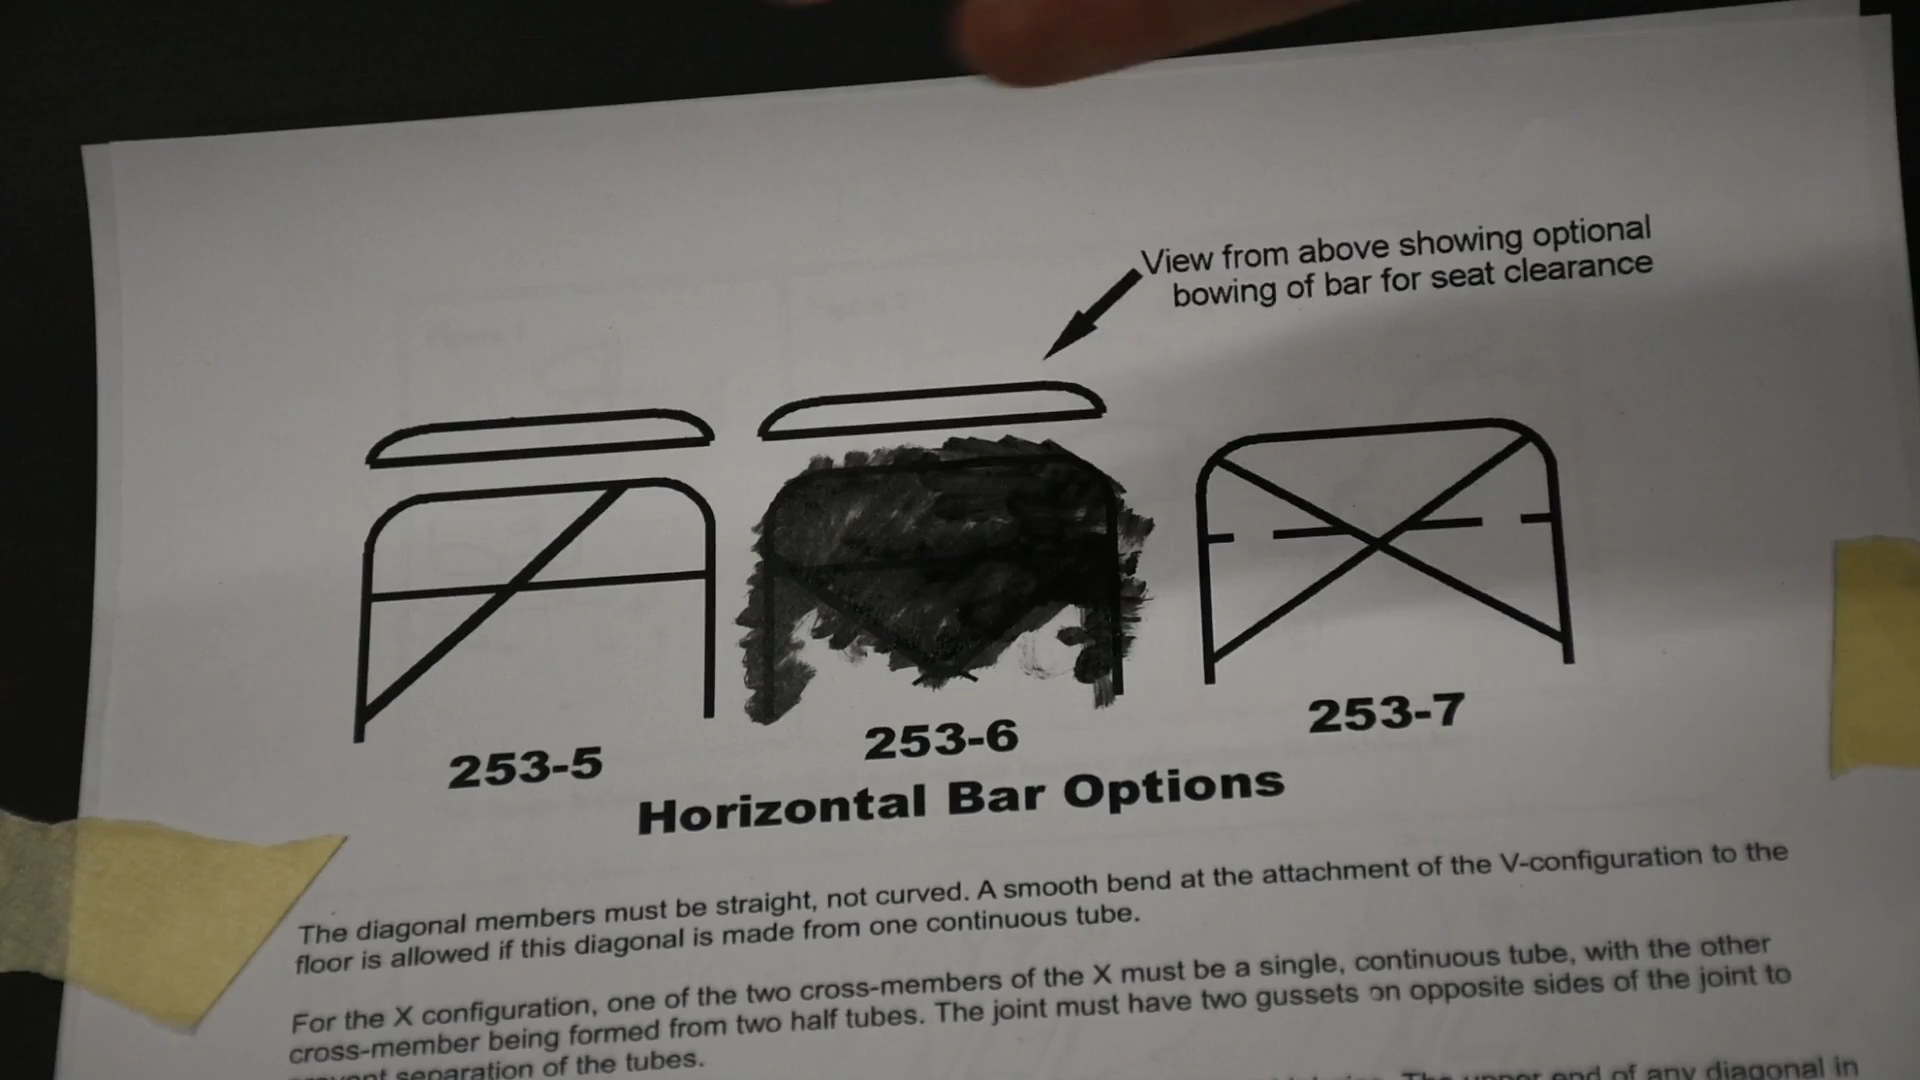 View from above showing optional
bowing of bar for seat clearance
253-5
253-6
253-7
Horizontal Bar Options
The diagonal members must be straight, not curved. A smooth bend at the attachment of the V-configuration to the
floor is allowed if this diagonal is made from one continuous tube.
For the X configuration, one of the two cross-members of the X must be a single, continuous tube, with the other
cross-member being formed from two half tubes. The joint must have two gussets on opposite sides of the joint to
prevent separation of the tubes.
The upper end of any diagonal in